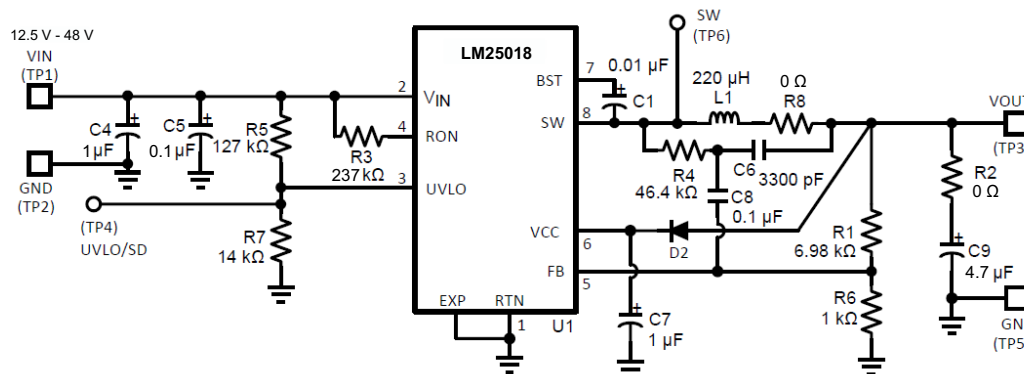 12.5 V - 48 V
VIN
(TP1)
GND
(TP2)
(TP4)
UVLO/SD
C4
1µF
C5
0.1µF
R5
127
kΩ
R7
14 kΩ
R3
237kΩ
LM25018
2
VIN
4
RON
3
UVLO
BST
7
SW
8
VCC
6
FB
5
EXP
RTN
1
U1
0.01 µF
C1
SW
(TP6)
220 µH
L1
0 Ω
R8
R4
46.4 kΩ
C6
3300 pF
C8
0.1 µF
D2
C7
1 µF
R1
6.98 kΩ
R6
1 kΩ
VOUT
(TP3
R2
0 Ω
C9
4.7 µF
GN
(TP5
+
+
+
+
+